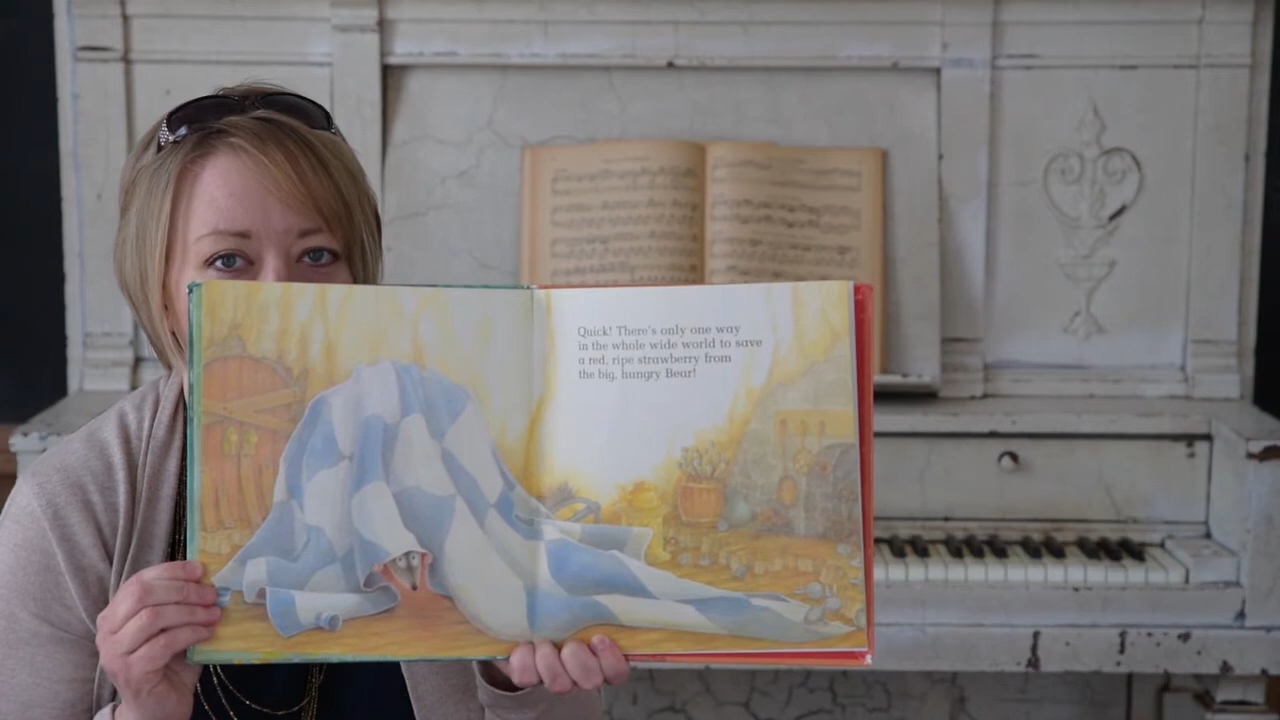 Quick! There's only one way
in the whole wide world to save
a red, ripe strawberry from
the big, hungry Bear!